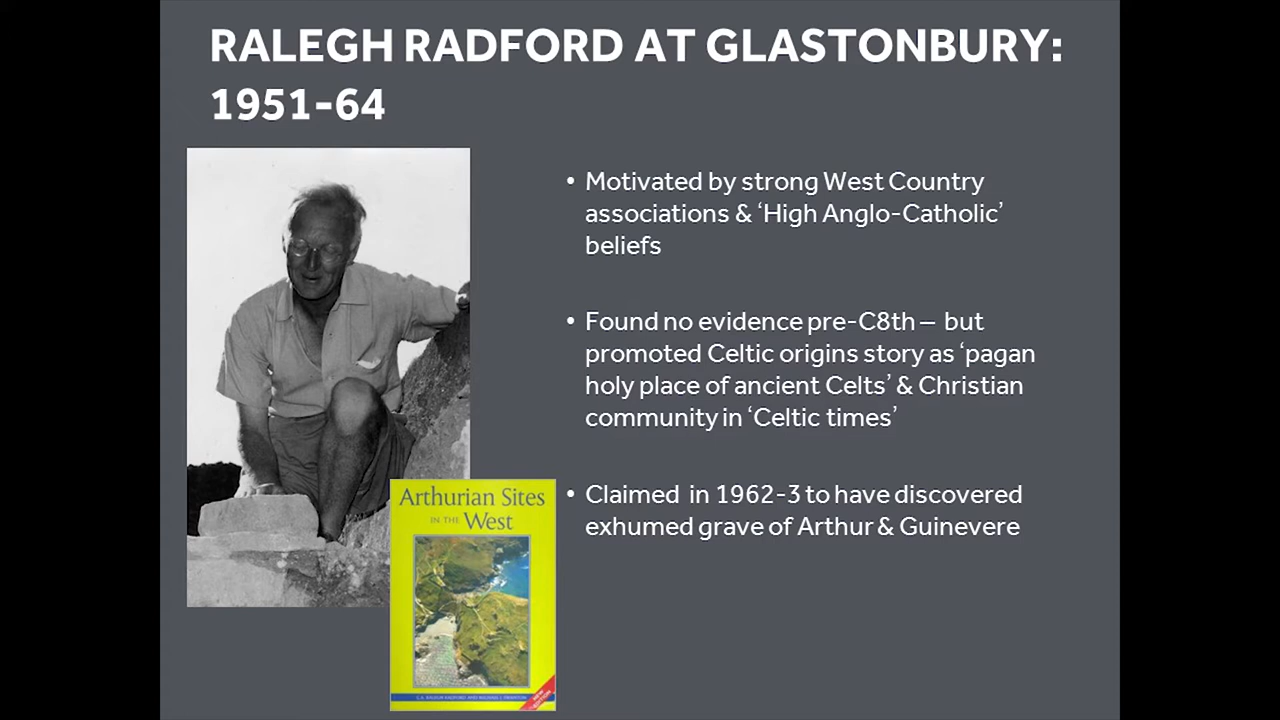 RALEGH RADFORD AT GLASTONBURY:
1951-64
• Motivated by strong West Country
associations & ‘High Anglo-Catholic’
beliefs
• Found no evidence pre-C8th – but
promoted Celtic origins story as ‘pagan
holy place of ancient Celts’ & Christian
community in ‘Celtic times’
• Claimed in 1962-3 to have discovered
exhumed grave of Arthur & Guinevere
Arthurian Sites
IN THE West